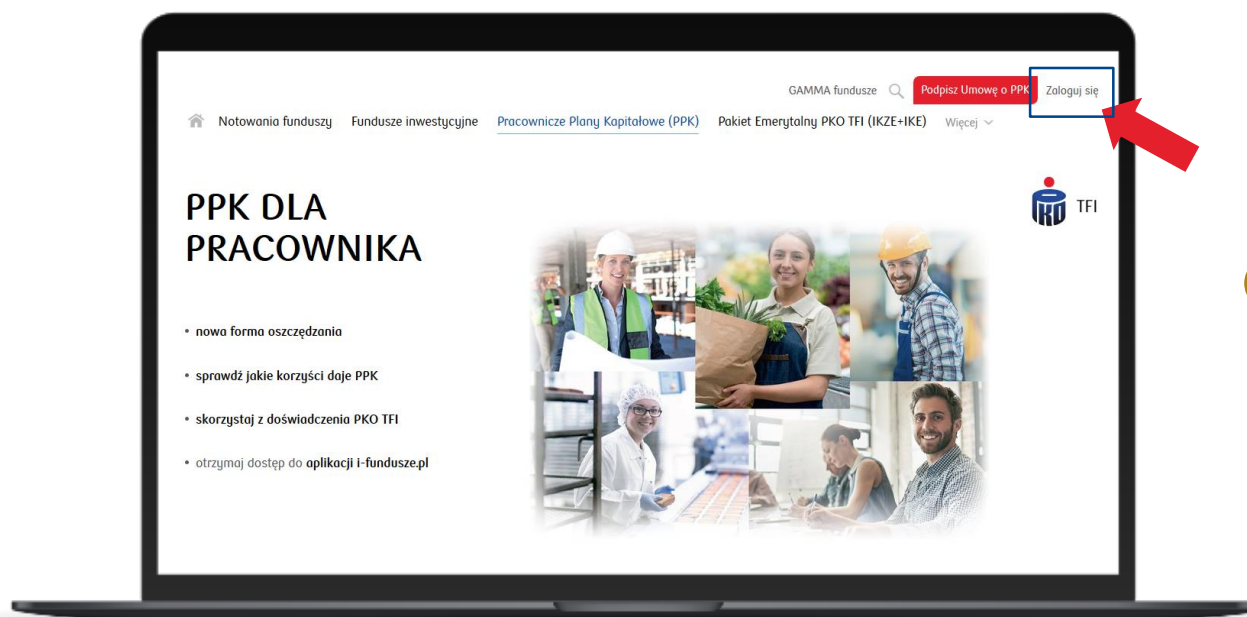 GAMMA fundusze
Podpisz Umowę o PPK
Zaloguj się
Notowania funduszy
Fundusze inwestycyjne
Pracownicze Plany Kapitałowe (PPK)
Pakiet Emerytalny PKO TFI (IKZE+IKE)
Więcej
PPK DLA
PRACOWNIKA
TFI
• nowa forma oszczędzania
• sprawdź jakie korzyści daje PPK
• skorzystaj z doświadczenia PKO TFI
• otrzymaj dostęp do aplikacji i-fundusze.pl